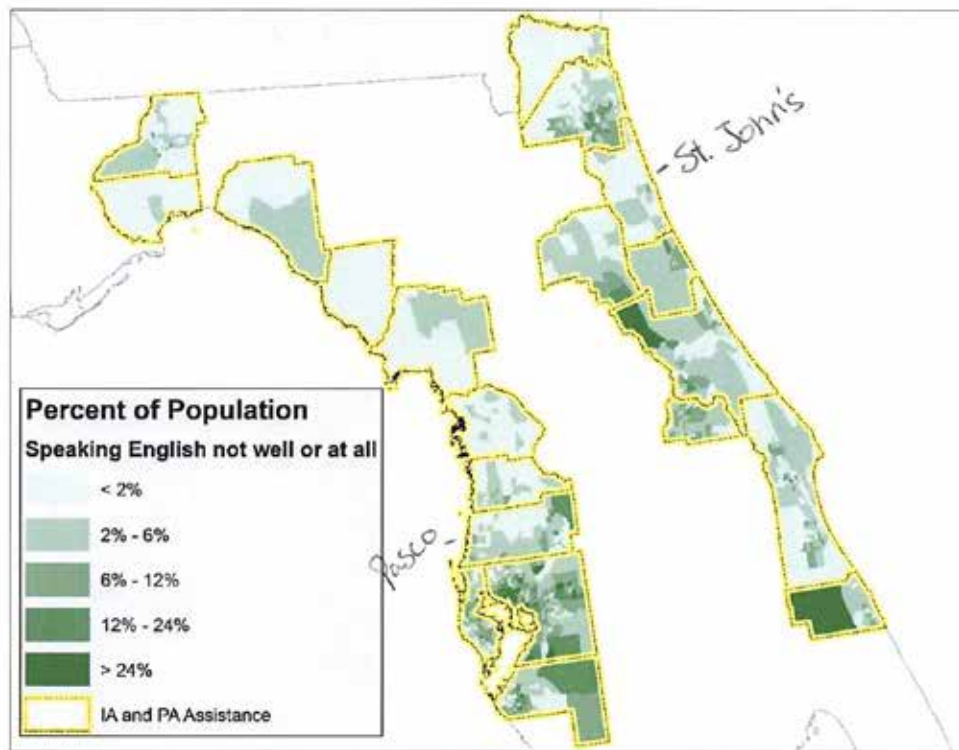 St. John's
Pasco
Percent of Population
Speaking English not well or at all
< 2%
2% - 6%
6% - 12%
12% - 24%
> 24%
IA and PA Assistance